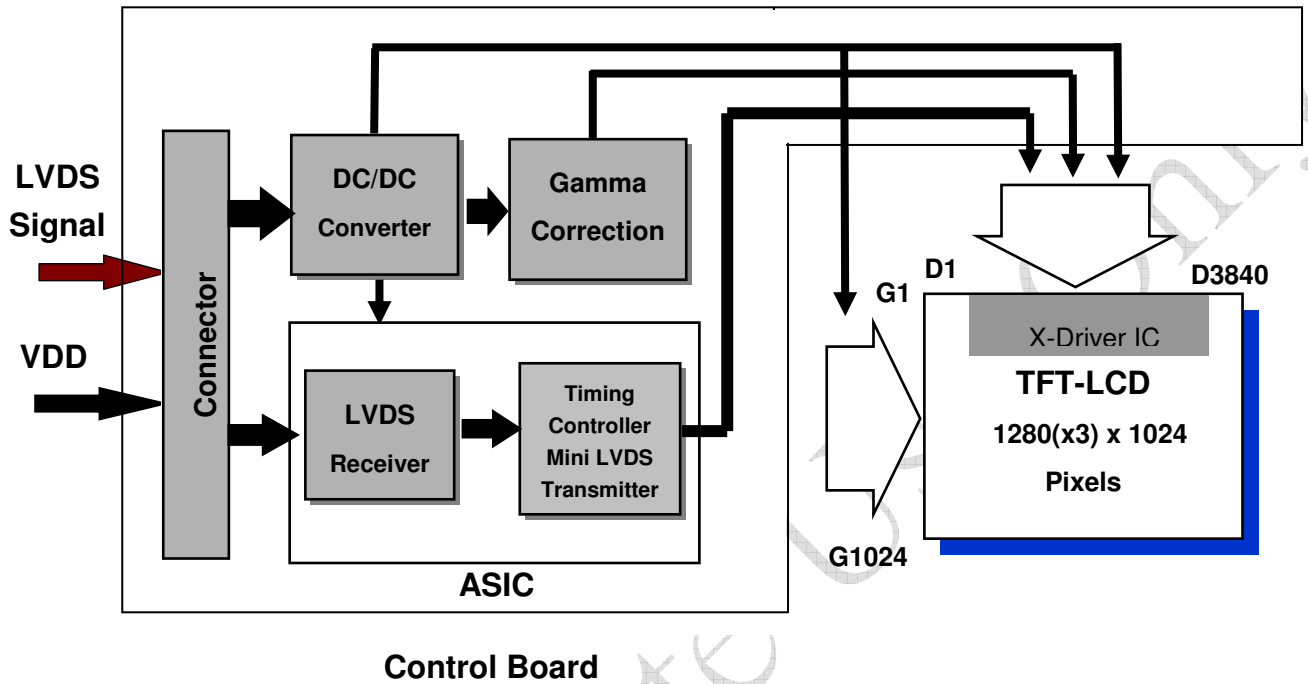 LVDS
Signal
VDD
Connector
DC/DC
Converter
Gamma
Correction
LVDS
Receiver
Timing
Controller
Mini LVDS
Transmitter
ASIC
Control Board
D1
D3840
G1
G1024
X-Driver IC
TFT-LCD
1280(x3) x 1024
Pixels